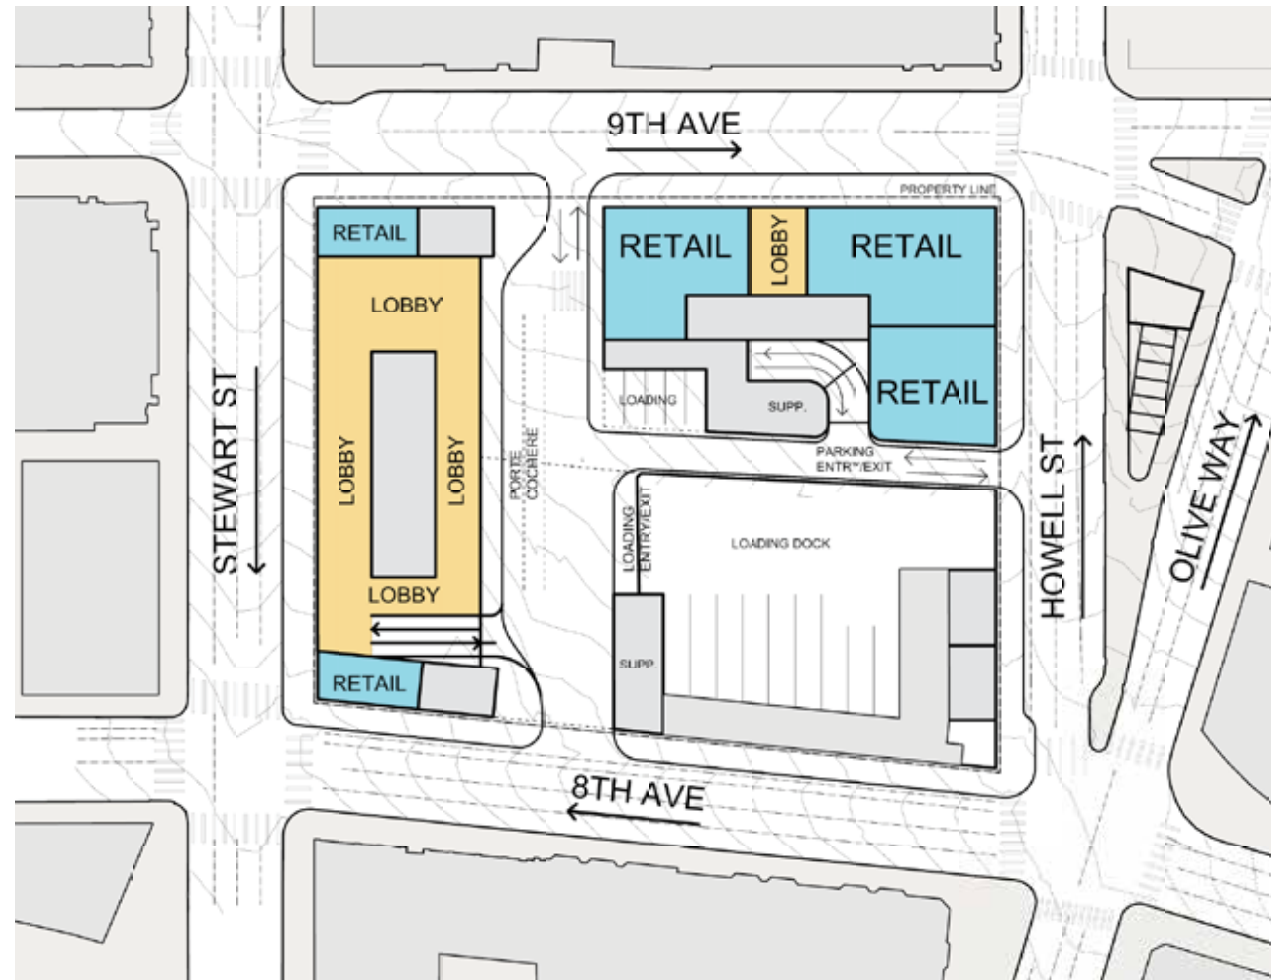 9TH AVE
PROPERTY LINE
RETAIL
RETAIL
LOBBY
RETAIL
LOBBY
RETAIL
LOADING
SUPP.
STEWART ST
LOBBY
LOBBY
PORTE
COCHERE
PARKING
ENTRY/EXIT
HOWELL ST
OLIVE WAY
LOADING
ENTRY/EXIT
LOADING DOCK
LOBBY
SUPP.
RETAIL
8TH AVE